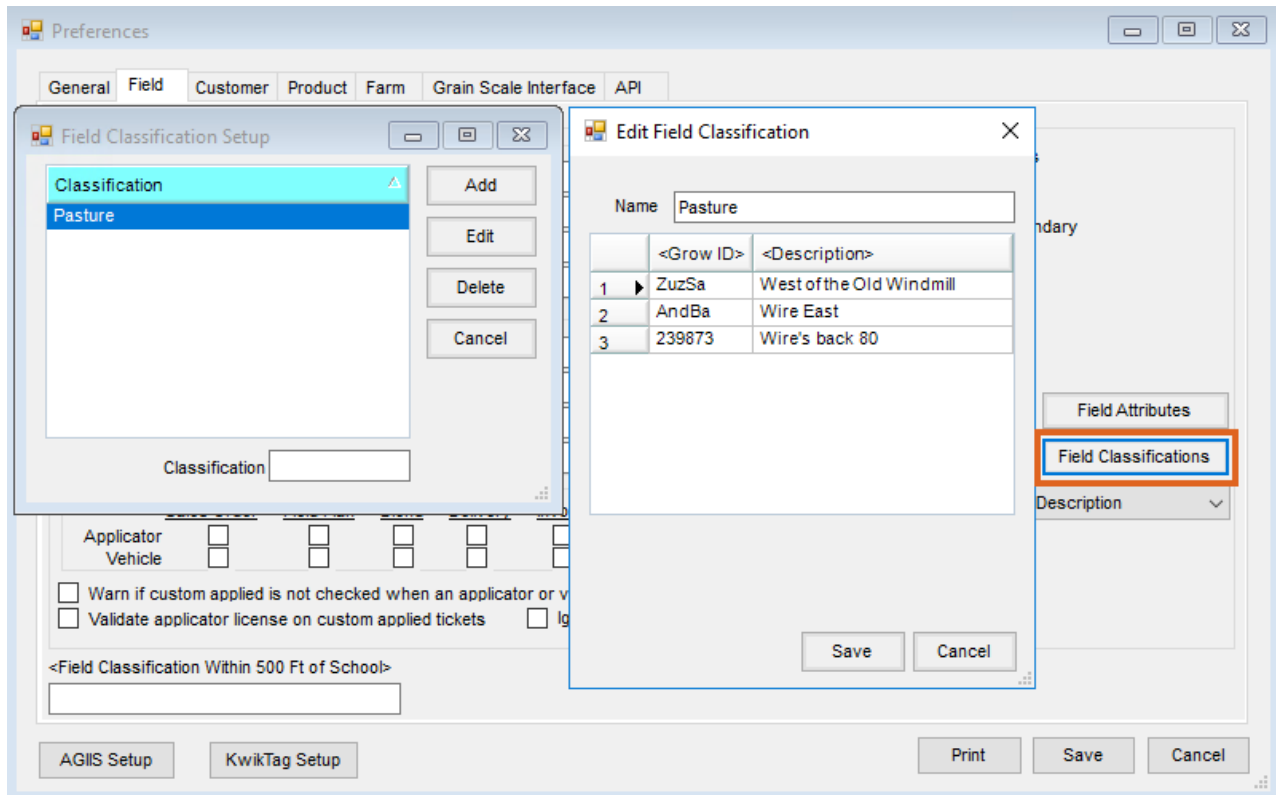 Preferences
General Field Customer Product Farm Grain Scale Interface API
Field Classification Setup
Classification
Pasture
Add
Edit
Delete
Cancel
Classification
Edit Field Classification
Name Pasture
<Grow ID> <Description>
1 ZuzSa West of the Old Windmill
2 AndBa Wire East
3 239873 Wire's back 80
Save Cancel
Field Attributes
Field Classifications
Description
Applicator
Vehicle
Warn if custom applied is not checked when an applicator or v
Validate applicator license on custom applied tickets Ig
<Field Classification Within 500 Ft of School>
AGIIS Setup KwikTag Setup Print Save Cancel